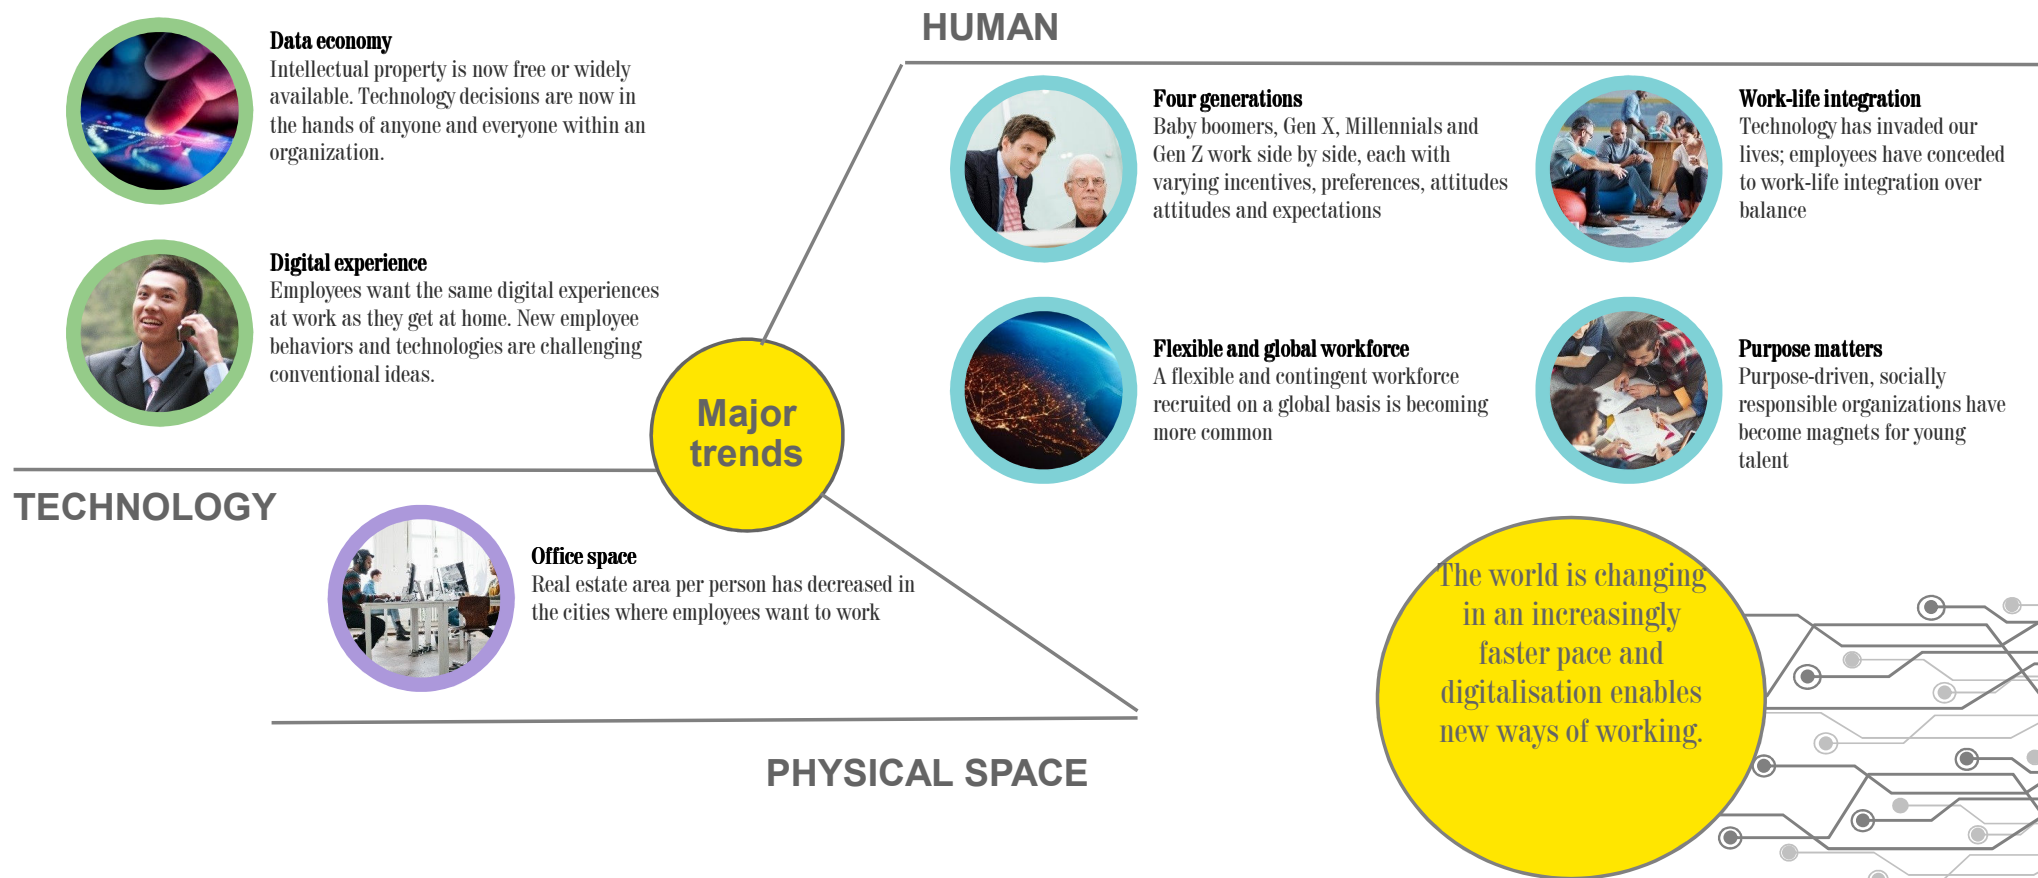 HUMAN
Data economy
Intellectual property is now free or widely
available. Technology decisions are now in
the hands of anyone and everyone within an
organization.
Digital experience
Employees want the same digital experiences
at work as they get at home. New employee
behaviors and technologies are challenging
conventional ideas.
TECHNOLOGY
Major
trends
Four generations
Baby boomers, Gen X, Millennials and
Gen Z work side by side, each with
varying incentives, preferences, attitudes
attitudes and expectations
Work-life integration
Technology has invaded our
lives; employees have conceded
to work-life integration over
balance
Flexible and global workforce
A flexible and contingent workforce
recruited on a global basis is becoming
more common
Purpose matters
Purpose-driven, socially
responsible organizations have
become magnets for young
talent
Office space
Real estate area per person has decreased in
the cities where employees want to work
PHYSICAL SPACE
The world is changing
in an increasingly
faster pace and
digitalisation enables
new ways of working.